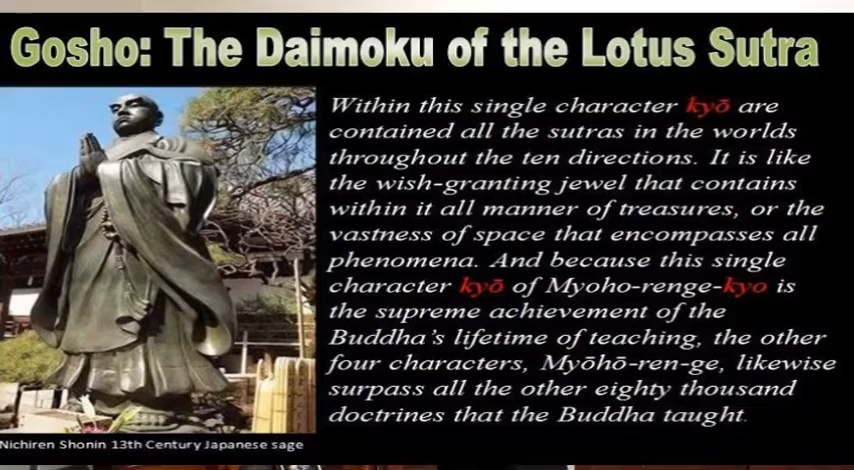 Gosho: The Daimoku of the Lotus Sutra
Within this single character kyō are
contained all the sutras in the worlds
throughout the ten directions. It is like
the wish-granting jewel that contains
within it all manner of treasures, or the
vastness of space that encompasses all
phenomena. And because this single
character kyō of Myoho-renge-kyo is
the supreme achievement of the
Buddha's lifetime of teaching, the other
four characters, Myōhō-ren-ge, likewise
surpass all the other eighty thousand
doctrines that the Buddha taught.
Nichiren Shonin 13th Century Japanese sage